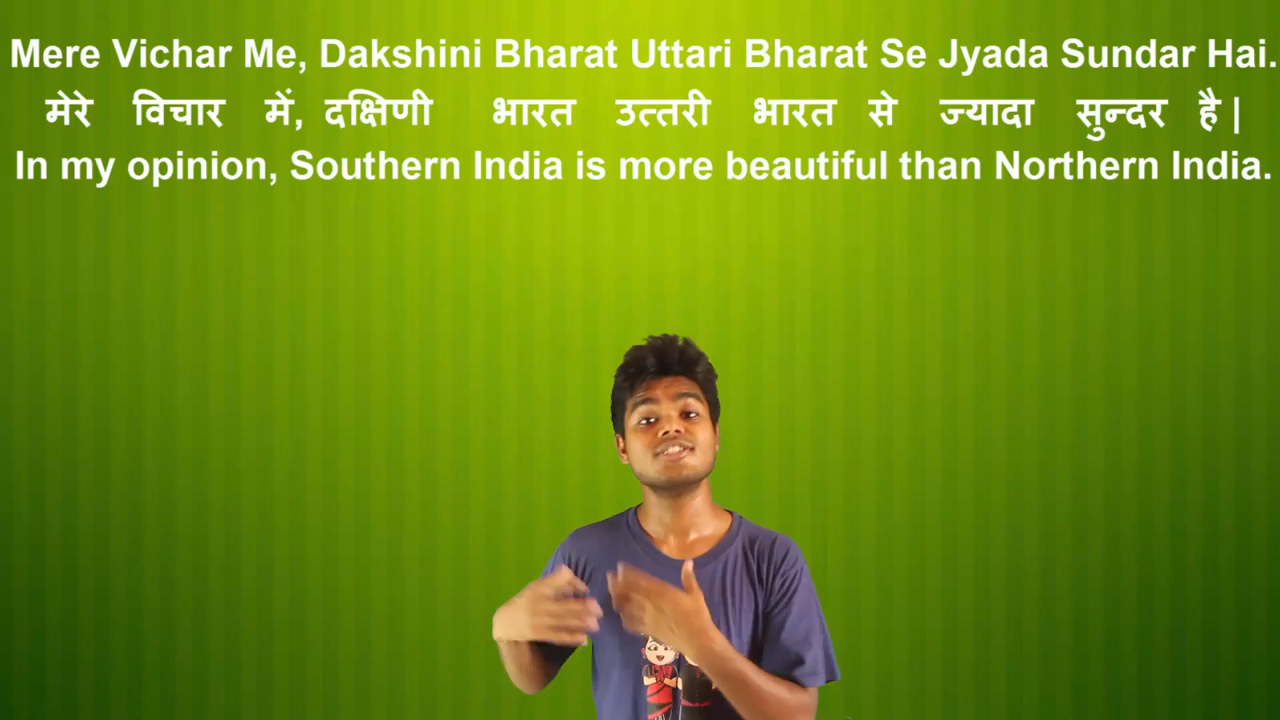 Mere Vichar Me, Dakshini Bharat Uttari Bharat Se Jyada Sundar Hai.
मेरे विचार में, दक्षिणी भारत उत्तरी भारत से ज्यादा सुन्दर है |
In my opinion, Southern India is more beautiful than Northern India.